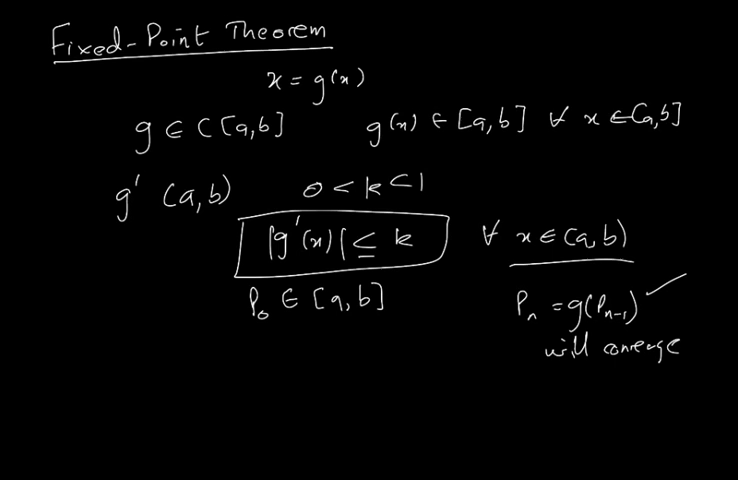 Fixed-Point Theorem
x = g(x)
g ∈ C[a,b] g(x) ∈ [a,b] ∀ x ∈ [a,b]
g' (a,b) 0 < k < 1
|g'(x)| ≤ k ∀ x ∈ (a,b)
P₀ ∈ [a,b] Pₙ = g(Pₙ₋₁) ✓
will converge